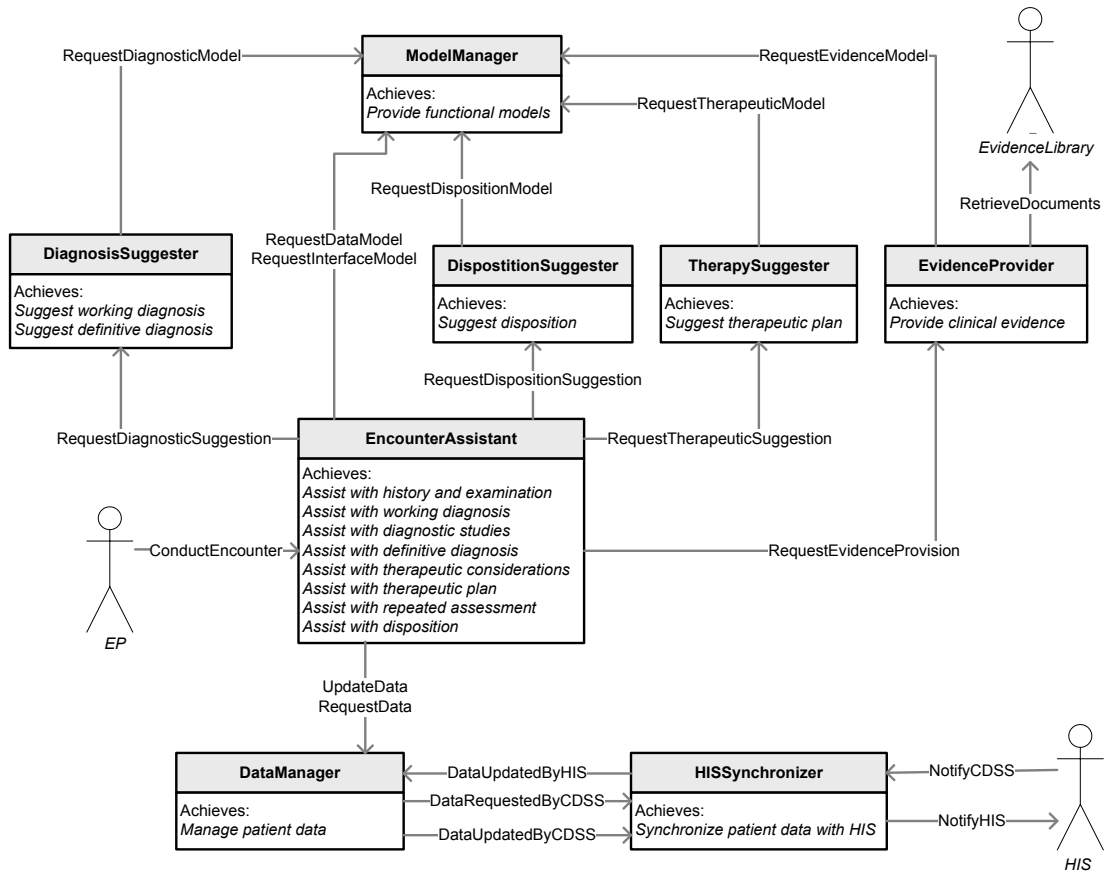 RequestDiagnosticModel
ModelManager
RequestEvidenceModel
Achieves:
Provide functional models
RequestTherapeuticModel
EvidenceLibrary
RequestDispositionModel
RetrieveDocuments
RequestDataModel
RequestInterfaceModel
DiagnosisSuggester
Achieves:
Suggest working diagnosis
Suggest definitive diagnosis
DispostitionSuggester
Achieves:
Suggest disposition
TherapySuggester
Achieves:
Suggest therapeutic plan
EvidenceProvider
Achieves:
Provide clinical evidence
RequestDispositionSuggestion
RequestDiagnosticSuggestion
EncounterAssistant
RequestTherapeuticSuggestion
Achieves:
Assist with history and examination
Assist with working diagnosis
Assist with diagnostic studies
Assist with definitive diagnosis
Assist with therapeutic considerations
Assist with therapeutic plan
Assist with repeated assessment
Assist with disposition
ConductEncounter
RequestEvidenceProvision
EP
UpdateData
RequestData
DataManager
Achieves:
Manage patient data
DataUpdatedByHIS
DataRequestedByCDSS
DataUpdatedByCDSS
HISSynchronizer
Achieves:
Synchronize patient data with HIS
NotifyCDSS
NotifyHIS
HIS